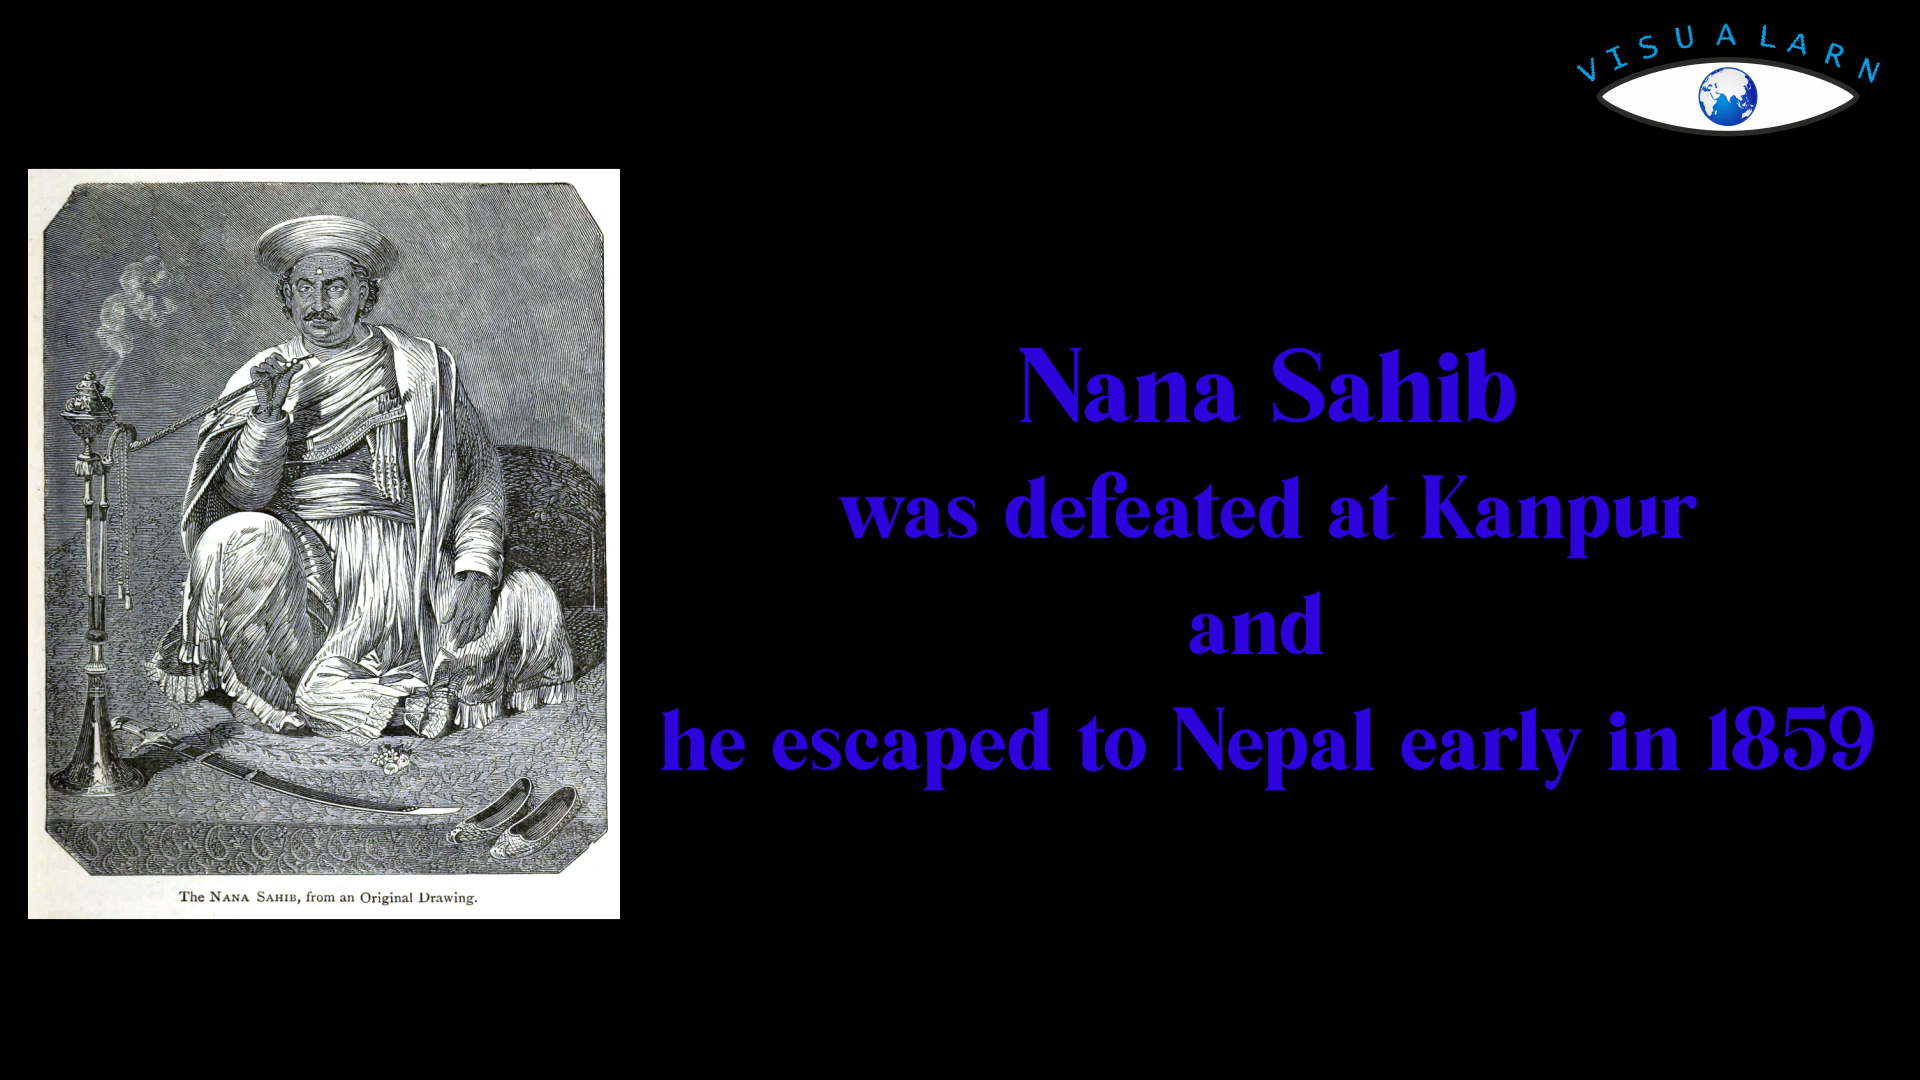 VISUALARN
Nana Sahib
was defeated at Kanpur
and
he escaped to Nepal early in 1859
The NANA SAHIB, from an Original Drawing.